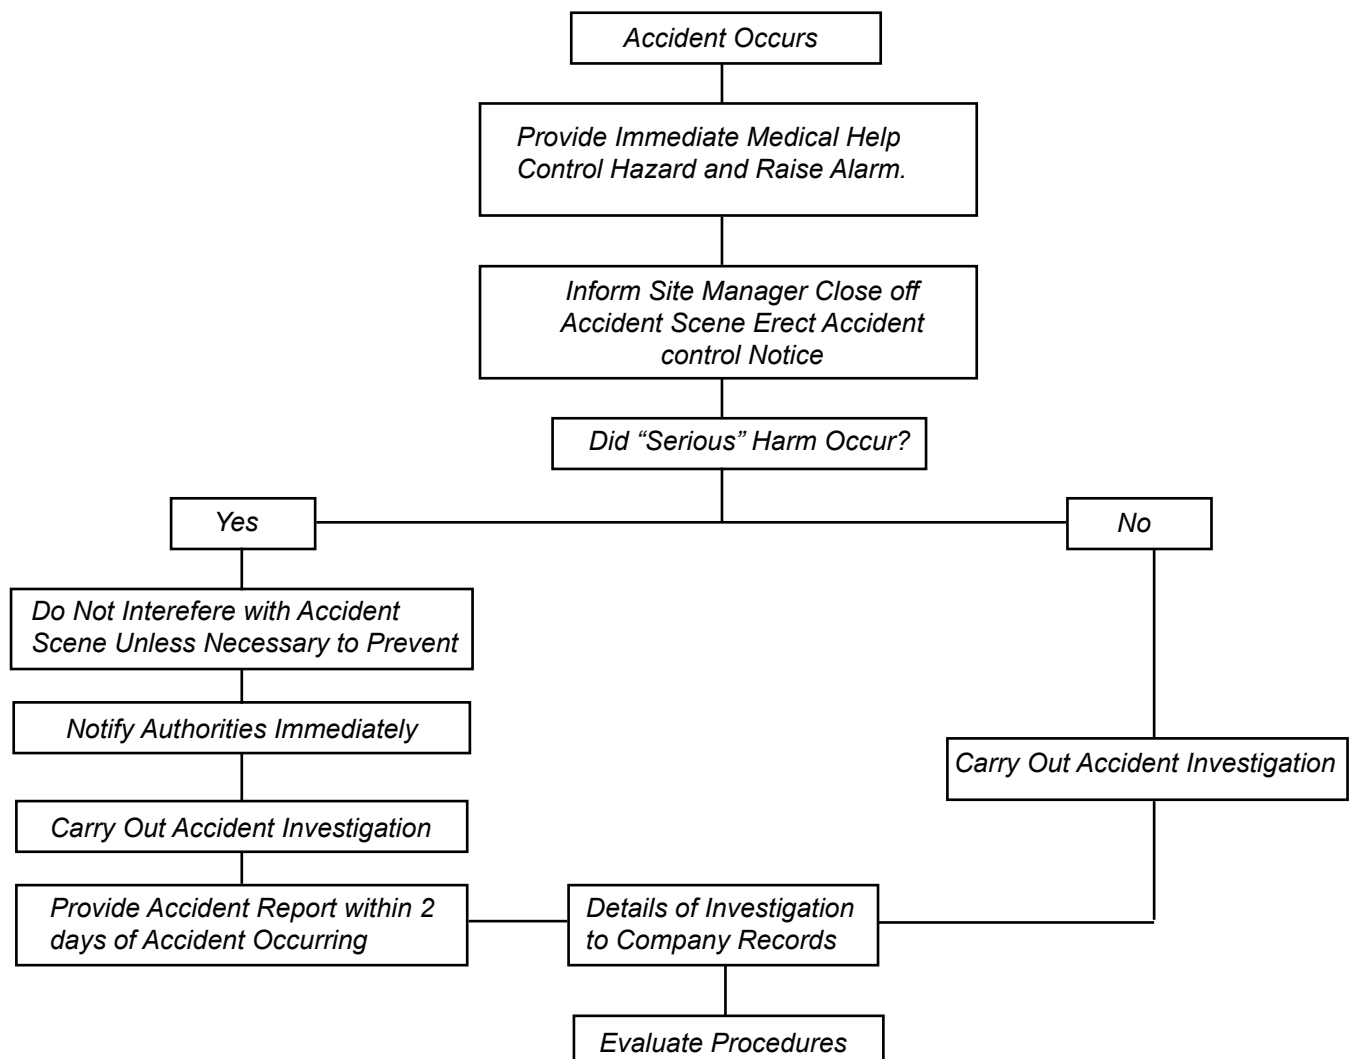 Accident Occurs
Provide Immediate Medical Help
Control Hazard and Raise Alarm.
Inform Site Manager Close off
Accident Scene Erect Accident
control Notice
Did “Serious” Harm Occur?
Yes
No
Do Not Interefere with Accident
Scene Unless Necessary to Prevent
Notify Authorities Immediately
Carry Out Accident Investigation
Carry Out Accident Investigation
Provide Accident Report within 2
days of Accident Occurring
Details of Investigation
to Company Records
Evaluate Procedures